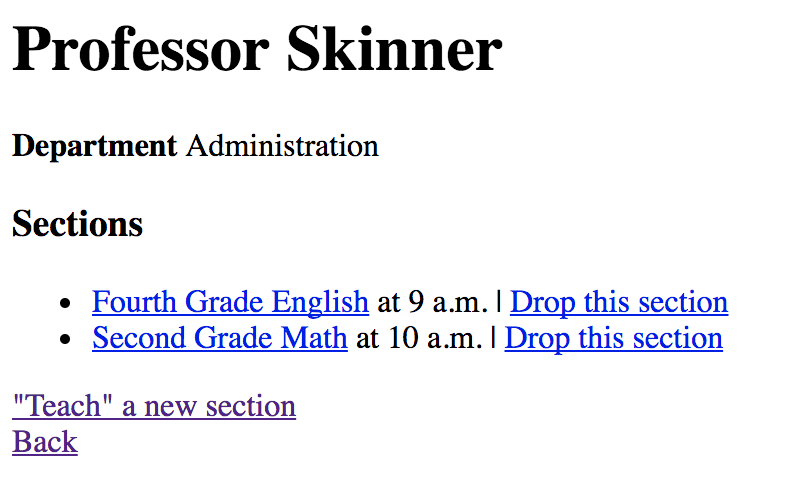 Professor Skinner
Department Administration
Sections
Fourth Grade English at 9 a.m. | Drop this section
Second Grade Math at 10 a.m. | Drop this section
"Teach" a new section
Back